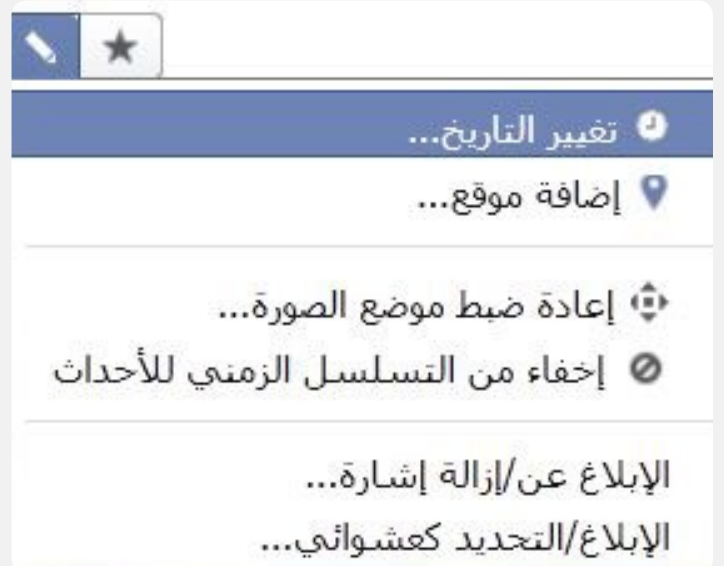 تغيير التاريخ...
إضافة موقع...
إعادة ضبط موضع الصورة...
إخفاء من التسلسل الزمني للأحداث
الإبلاغ عن/إزالة إشارة...
الإبلاغ/التحديد كعشوائي...